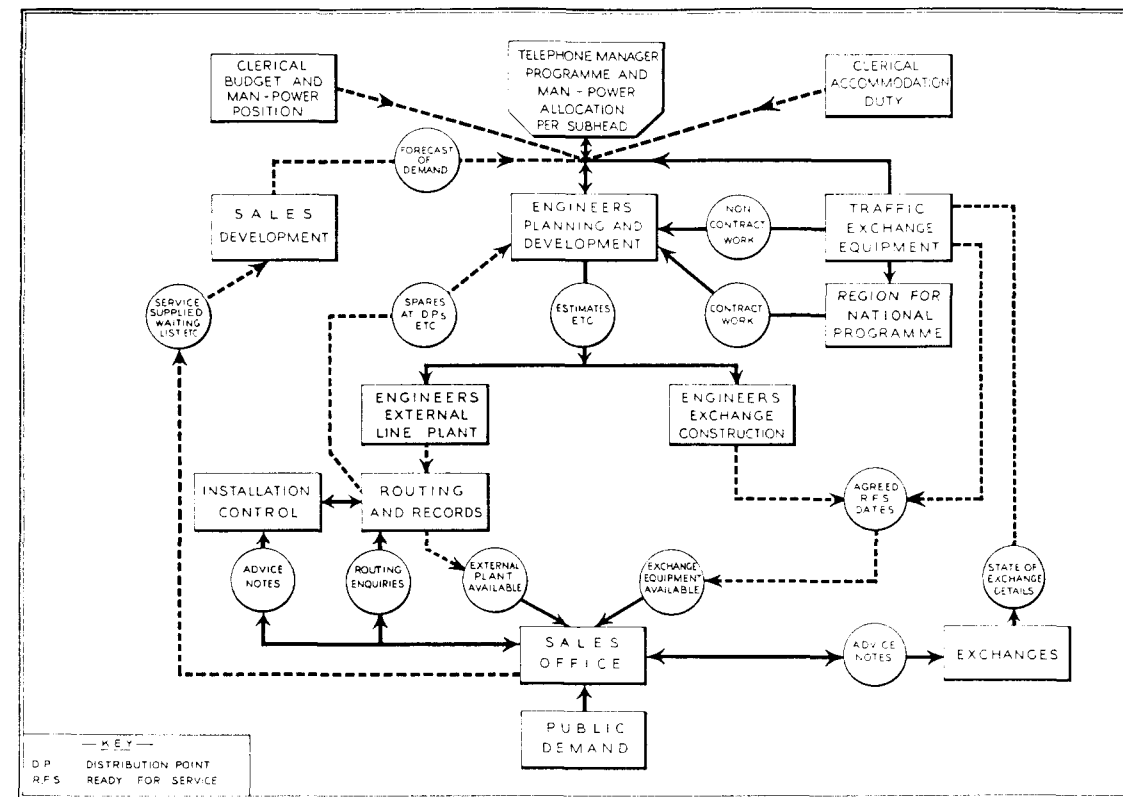 CLERICAL
BUDGET AND
MAN-POWER
POSITION
TELEPHONE MANAGER
PROGRAMME AND
MAN-POWER
ALLOCATION
PER SUBHEAD
CLERICAL
ACCOMMODATION
DUTY
FORECAST
OF
DEMAND
SALES
DEVELOPMENT
ENGINEERS
PLANNING AND
DEVELOPMENT
NON
CONTRACT
WORK
TRAFFIC
EXCHANGE
EQUIPMENT
SERVICE
SUPPLIED
WAITING
LIST ETC
SPARES
AT D.P.S
ETC
ESTIMATES
ETC
CONTRACT
WORK
REGION FOR
NATIONAL
PROGRAMME
ENGINEERS
EXTERNAL
LINE PLANT
ENGINEERS
EXCHANGE
CONSTRUCTION
INSTALLATION
CONTROL
ROUTING
AND RECORDS
AGREED
R.F.S
DATES
ADVICE
NOTES
ROUTING
ENQUIRIES
EXTERNAL
PLANT
AVAILABLE
EXCHANGE
EQUIPMENT
AVAILABLE
STATE OF
EXCHANGE
DETAILS
SALES
OFFICE
ADVICE
NOTES
EXCHANGES
PUBLIC
DEMAND
— KEY —
D.P. DISTRIBUTION POINT
R.F.S READY FOR SERVICE